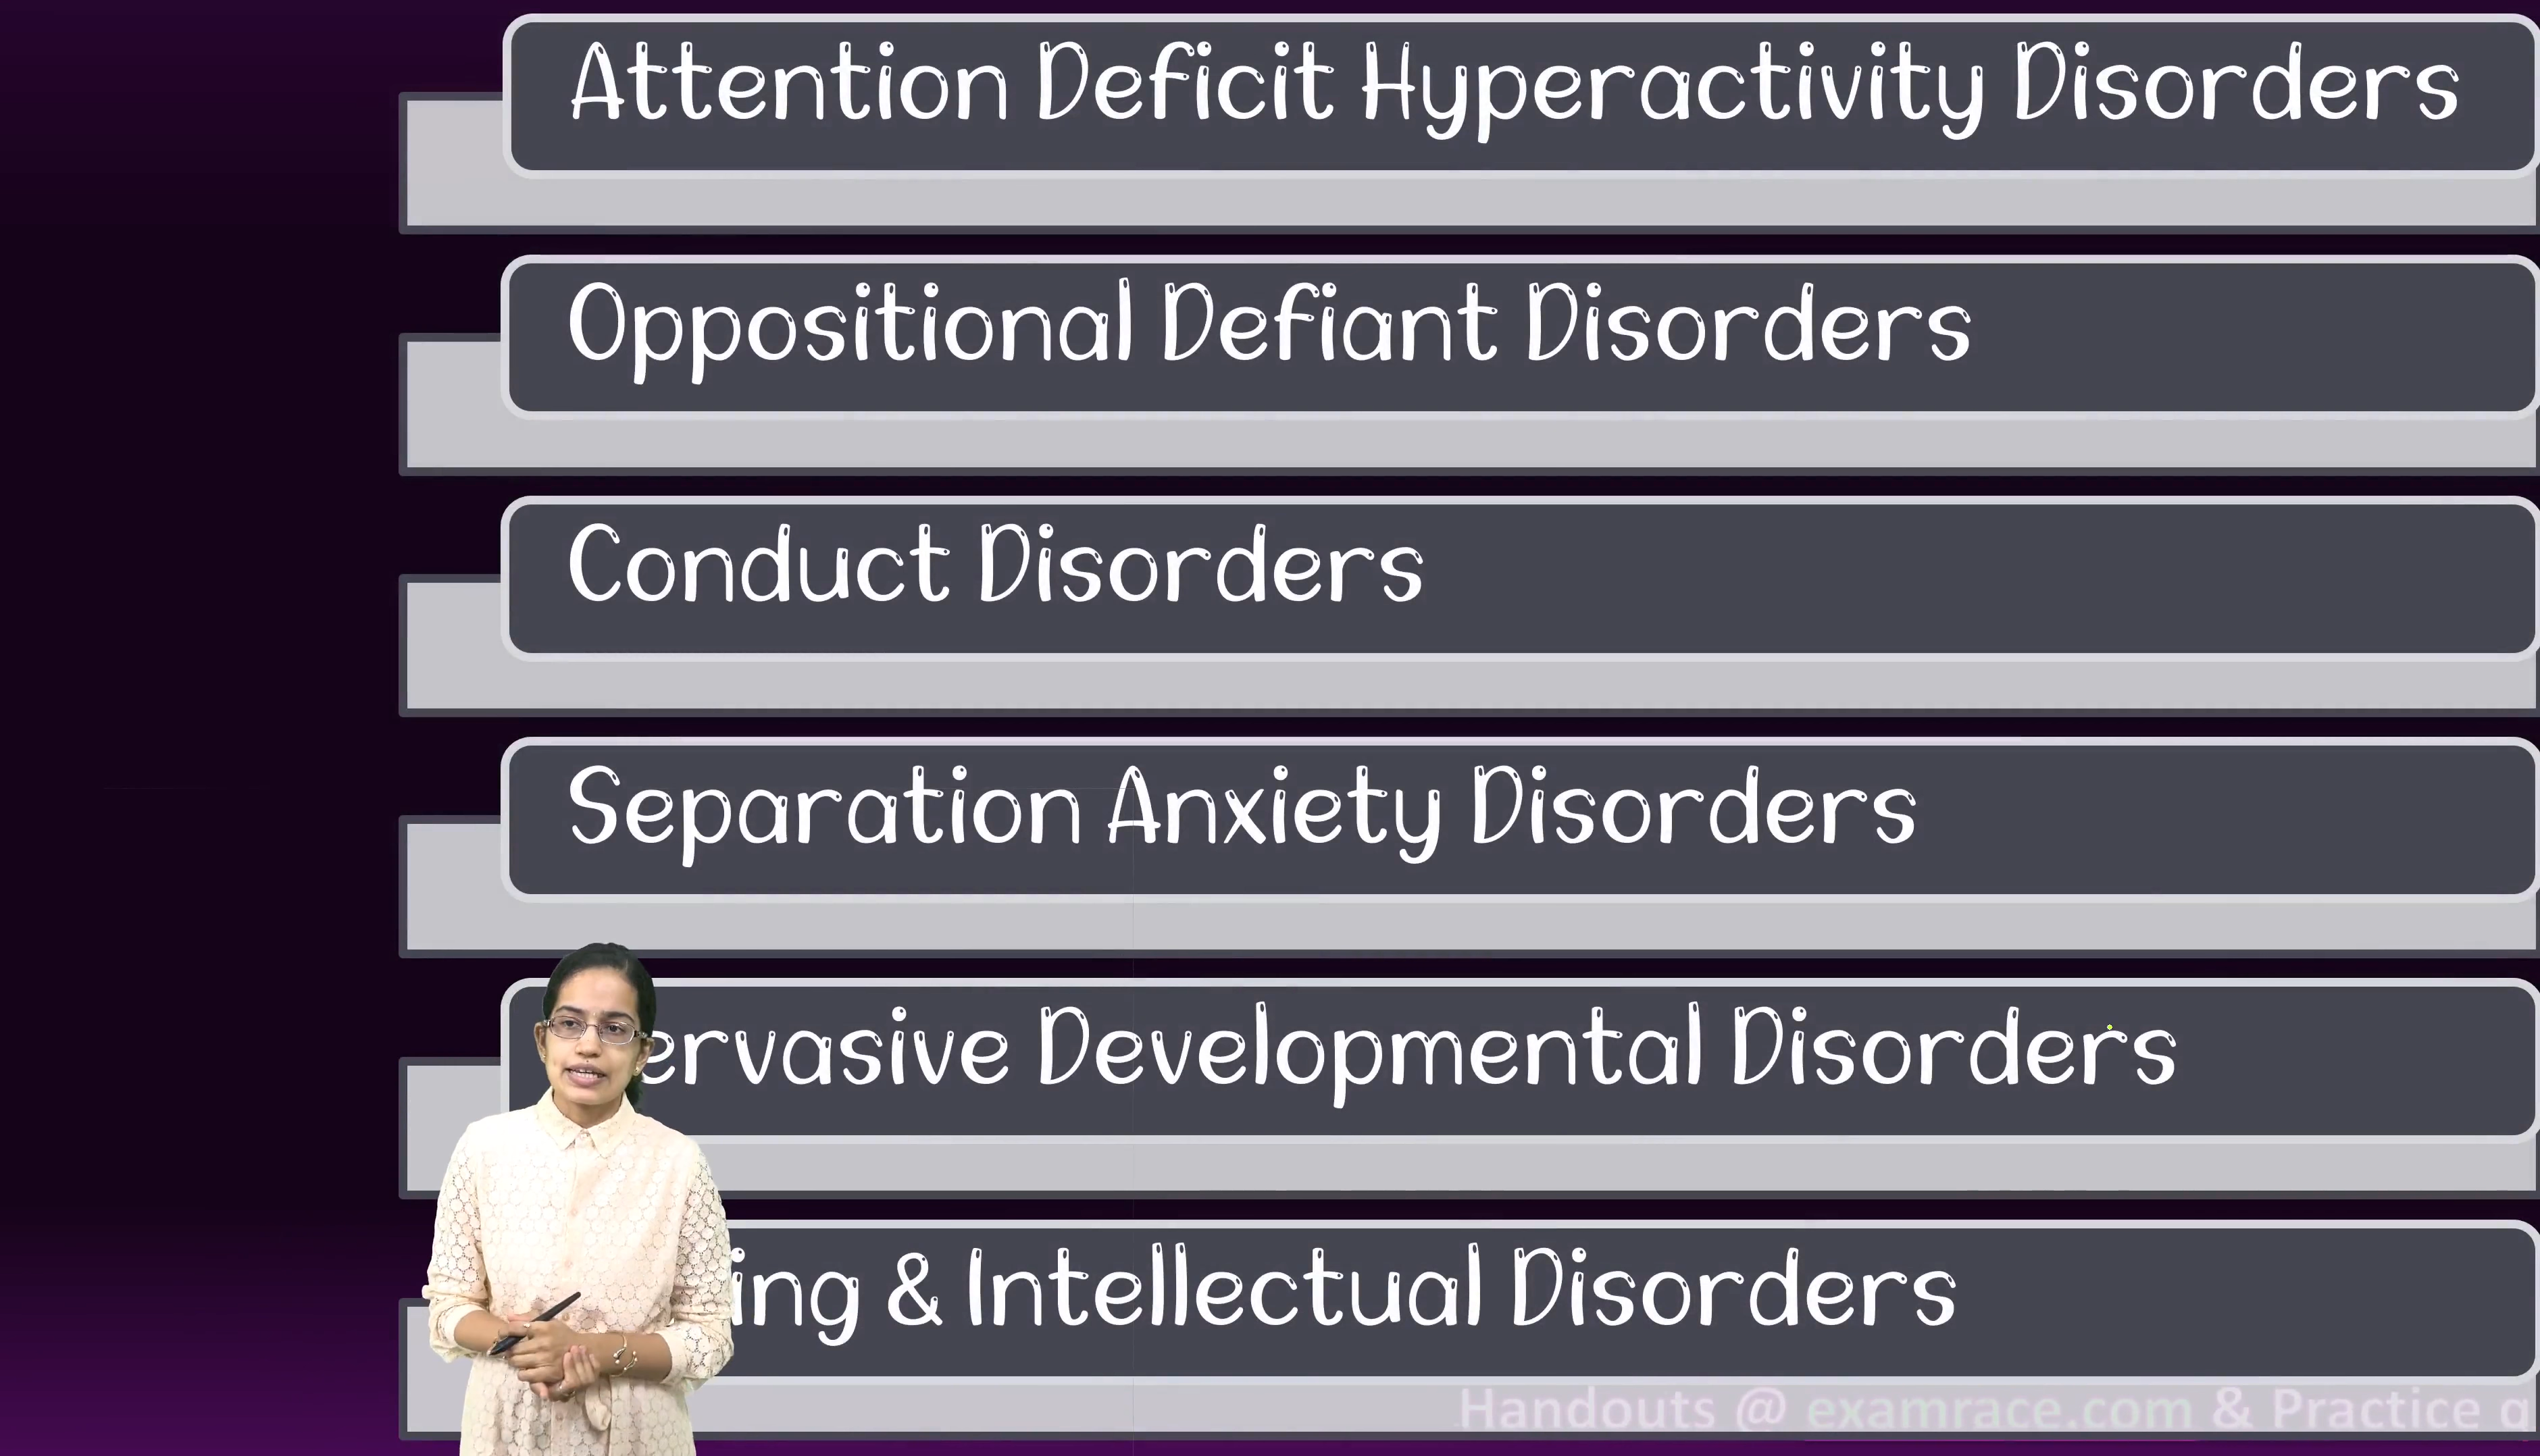 Attention Deficit Hyperactivity Disorders
Oppositional Defiant Disorders
Conduct Disorders
Separation Anxiety Disorders
ervasive Developmental Disorders
ing & Intellectual Disorders
Handouts @ examrace.com & Practice q